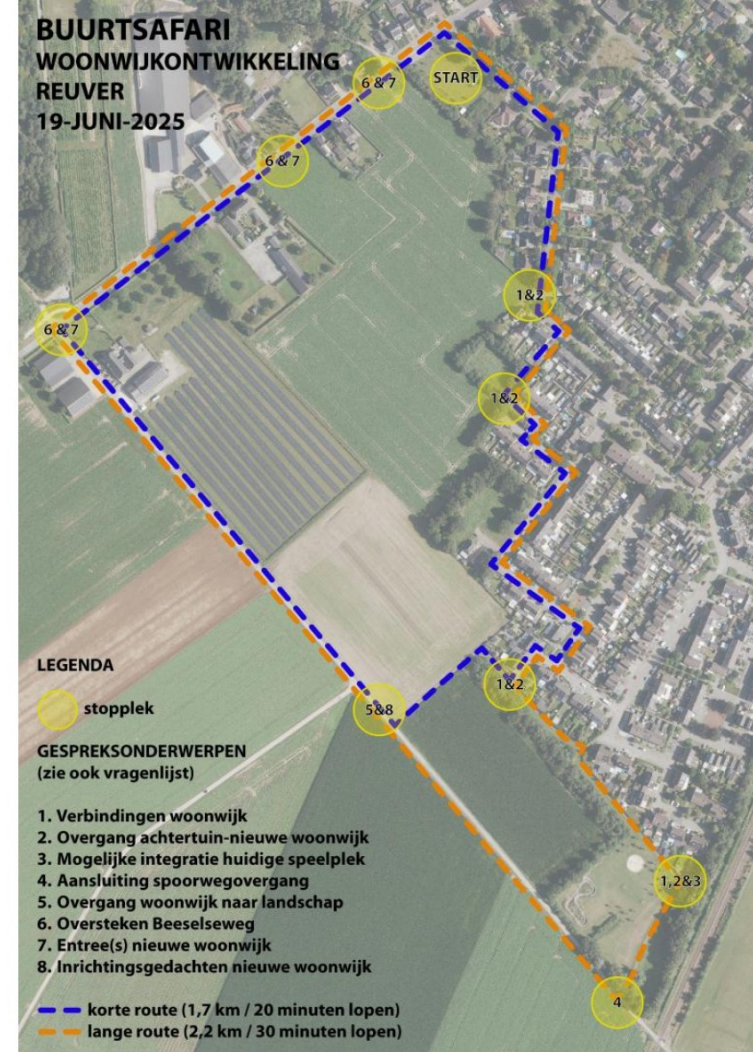 BUURTSAFARI
WOONWIJKONTWIKKELING
REUVER
19-JUNI-2025
START
6 & 7
6 & 7
1&2
6 & 7
1&2
1&2
5&8
1,2&3
4
LEGENDA
stopplek
GESPREKSONDERWERPEN
(zie ook vragenlijst)
1. Verbindingen woonwijk
2. Overgang achtertuin-nieuwe woonwijk
3. Mogelijke integratie huidige speelplek
4. Aansluiting spoorwegovergang
5. Overgang woonwijk naar landschap
6. Oversteken Beeselseweg
7. Entree(s) nieuwe woonwijk
8. Inrichtingsgedachten nieuwe woonwijk
korte route (1,7 km / 20 minuten lopen)
lange route (2,2 km / 30 minuten lopen)